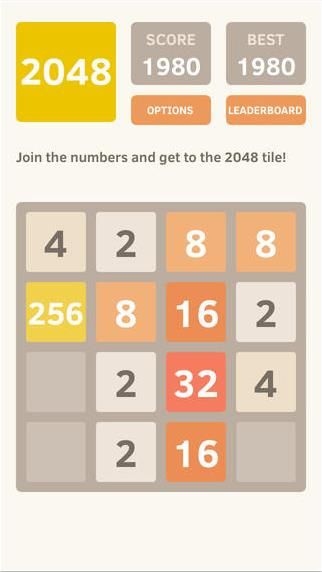 2048
SCORE
1980
BEST
1980
OPTIONS
LEADERBOARD
Join the numbers and get to the 2048 tile!
4 2 8 8
256 8 16 2
2 32 4
2 16